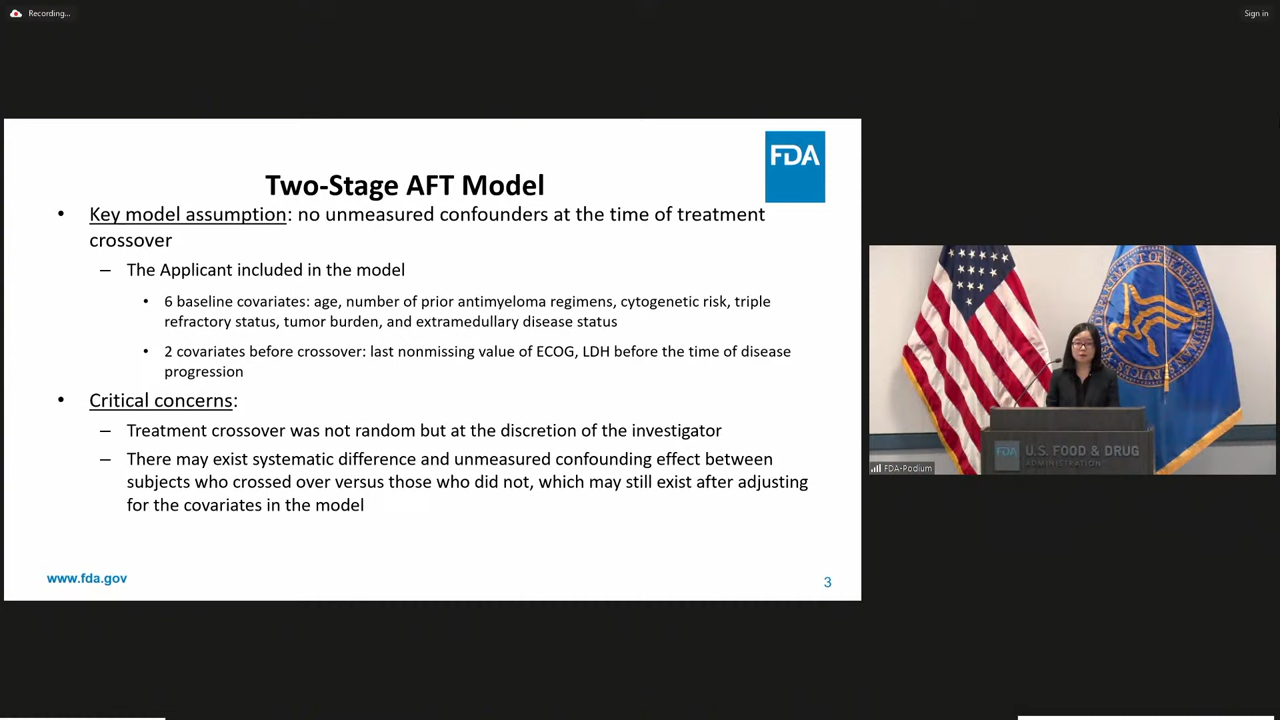 Recording...
Sign in
FDA
Two-Stage AFT Model
• Key model assumption: no unmeasured confounders at the time of treatment
crossover
– The Applicant included in the model
• 6 baseline covariates: age, number of prior antimyeloma regimens, cytogenetic risk, triple
refractory status, tumor burden, and extramedullary disease status
• 2 covariates before crossover: last nonmissing value of ECOG, LDH before the time of disease
progression
• Critical concerns:
– Treatment crossover was not random but at the discretion of the investigator
– There may exist systematic difference and unmeasured confounding effect between
subjects who crossed over versus those who did not, which may still exist after adjusting
for the covariates in the model
www.fda.gov
3
DEPARTMENT OF HEALTH & HUMAN SERVICES
FDA U.S. FOOD & DRUG
ADMINISTRATION
FDA-Podium